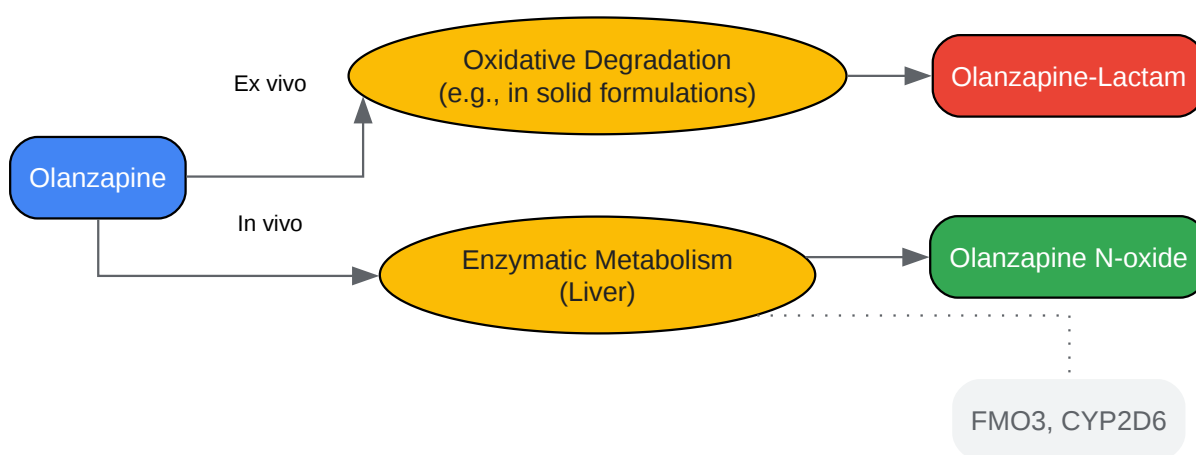 Ex vivo
Oxidative Degradation
(e.g., in solid formulations)
Olanzapine-Lactam
Olanzapine
In vivo
Enzymatic Metabolism
(Liver)
Olanzapine N-oxide
FMO3, CYP2D6